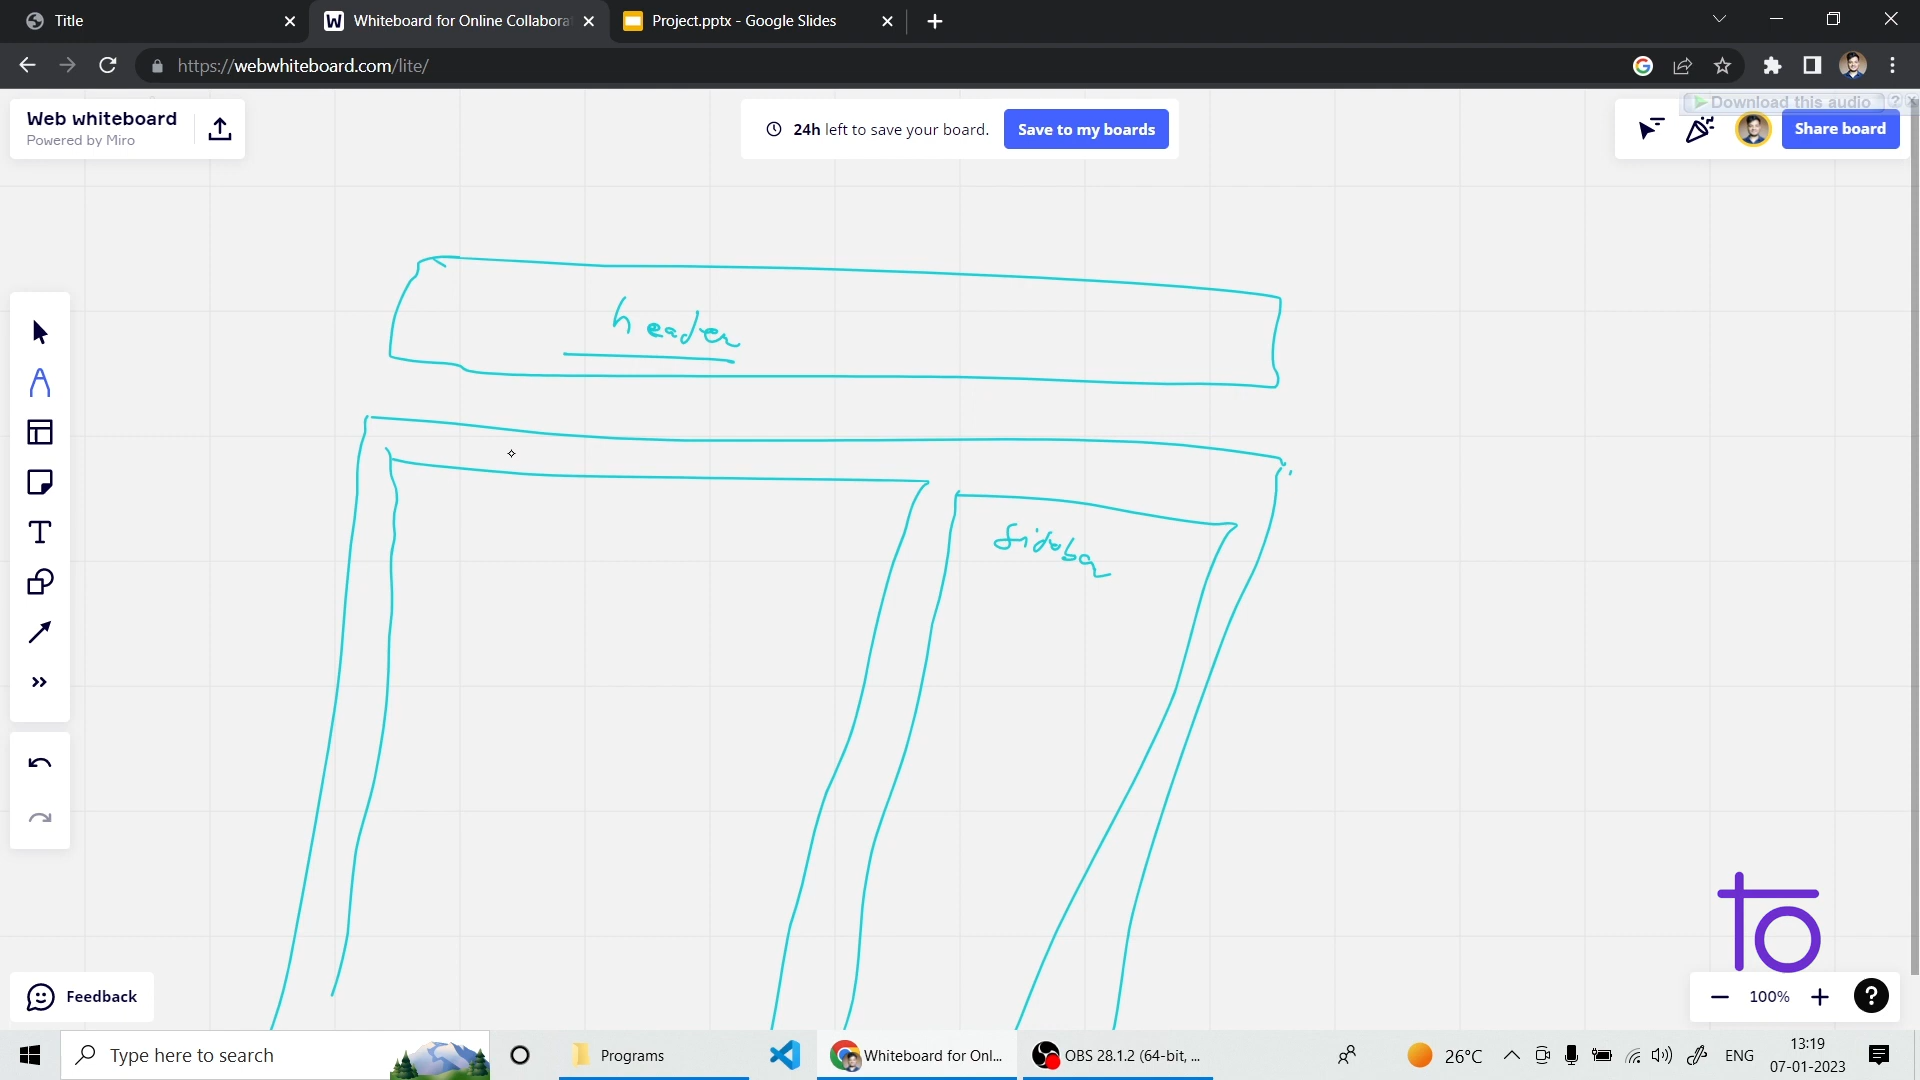 Title
Whiteboard for Online Collabora
Project.pptx - Google Slides
https://webwhiteboard.com/lite/
Download this audio
Web whiteboard
Powered by Miro
24h left to save your board.
Save to my boards
Share board
header
sidebar
to
Feedback
100%
Type here to search
Programs
Whiteboard for Onl...
OBS 28.1.2 (64-bit, ...
26°C
ENG
13:19
07-01-2023